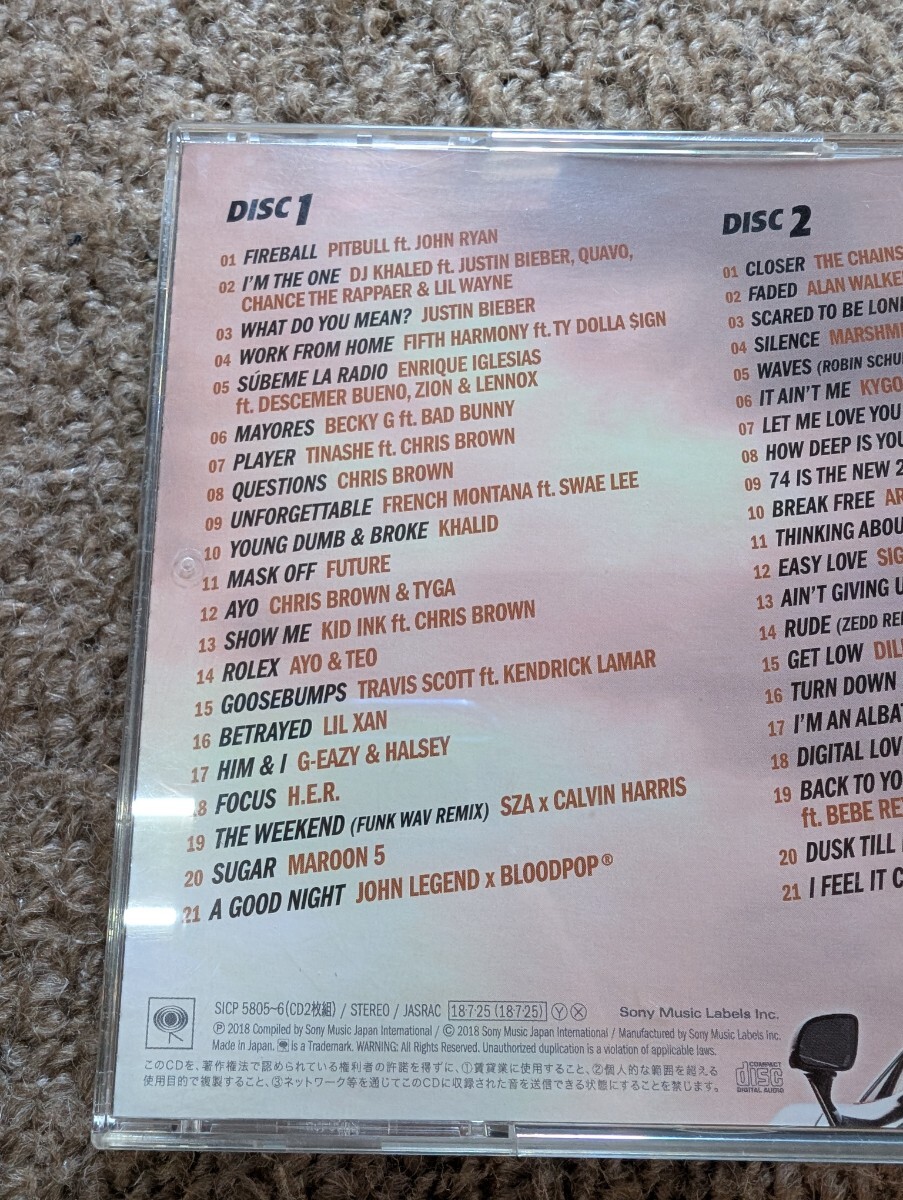 DISC 1
01 FIREBALL PITBULL ft. JOHN RYAN
02 I'M THE ONE DJ KHALED ft. JUSTIN BIEBER, QUAVO,
CHANCE THE RAPPAER & LIL WAYNE
03 WHAT DO YOU MEAN? JUSTIN BIEBER
04 WORK FROM HOME FIFTH HARMONY ft. TY DOLLA $IGN
05 SÚBEME LA RADIO ENRIQUE IGLESIAS
ft. DESCEMER BUENO, ZION & LENNOX
06 MAYORES BECKY G ft. BAD BUNNY
07 PLAYER TINASHE ft. CHRIS BROWN
08 QUESTIONS CHRIS BROWN
09 UNFORGETTABLE FRENCH MONTANA ft. SWAE LEE
10 YOUNG DUMB & BROKE KHALID
11 MASK OFF FUTURE
12 AYO CHRIS BROWN & TYGA
13 SHOW ME KID INK ft. CHRIS BROWN
14 ROLEX AYO & TEO
15 GOOSEBUMPS TRAVIS SCOTT ft. KENDRICK LAMAR
16 BETRAYED LIL XAN
17 HIM & I G-EAZY & HALSEY
18 FOCUS H.E.R.
19 THE WEEKEND (FUNK WAV REMIX) SZA x CALVIN HARRIS
20 SUGAR MAROON 5
21 A GOOD NIGHT JOHN LEGEND x BLOODPOP®
DISC 2
01 CLOSER THE CHAINS
02 FADED ALAN WALKE
03 SCARED TO BE LON
04 SILENCE MARSHM
05 WAVES (ROBIN SCHU
06 IT AIN'T ME KYGO
07 LET ME LOVE YOU
08 HOW DEEP IS YOU
09 74 IS THE NEW 2
10 BREAK FREE AR
11 THINKING ABOU
12 EASY LOVE SIG
13 AIN'T GIVING U
14 RUDE (ZEDD RE
15 GET LOW DIL
16 TURN DOWN
17 I'M AN ALBA
18 DIGITAL LOV
19 BACK TO YO
ft. BEBE RE
20 DUSK TILL
21 I FEEL IT C
SICP 5805~6(CD2枚組) / STEREO / JASRAC 18・7・25 (18・7・25) Ⓨ Ⓧ Sony Music Labels Inc.
Ⓟ 2018 Compiled by Sony Music Japan International / © 2018 Sony Music Japan International / Manufactured by Sony Music Labels Inc.
Made in Japan. is a Trademark. WARNING: All Rights Reserved. Unauthorized duplication is a violation of applicable laws.
このCDを、著作権法で認められている権利者の許諾を得ずに、①賃貸業に使用すること、②個人的な範囲を超える
使用目的で複製すること、③ネットワーク等を通じてこのCDに収録された音を送信できる状態にすることを禁じます。
COMPACT
disc
DIGITAL AUDIO